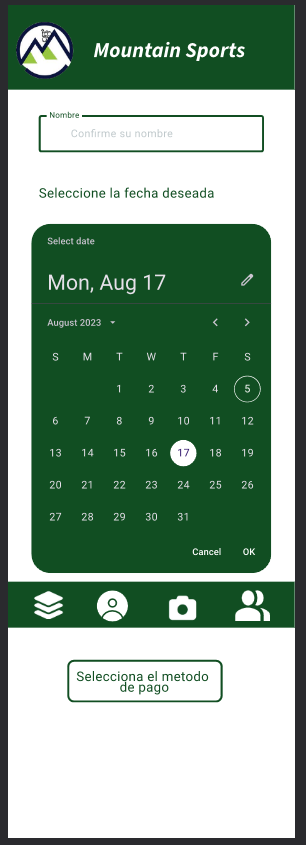 Mountain Sports
Nombre
Confirme su nombre
Seleccione la fecha deseada
Select date
Mon, Aug 17
August 2023
S M T W T F S
1 2 3 4 5
6 7 8 9 10 11 12
13 14 15 16 17 18 19
20 21 22 23 24 25 26
27 28 29 30 31
Cancel OK
Selecciona el metodo
de pago